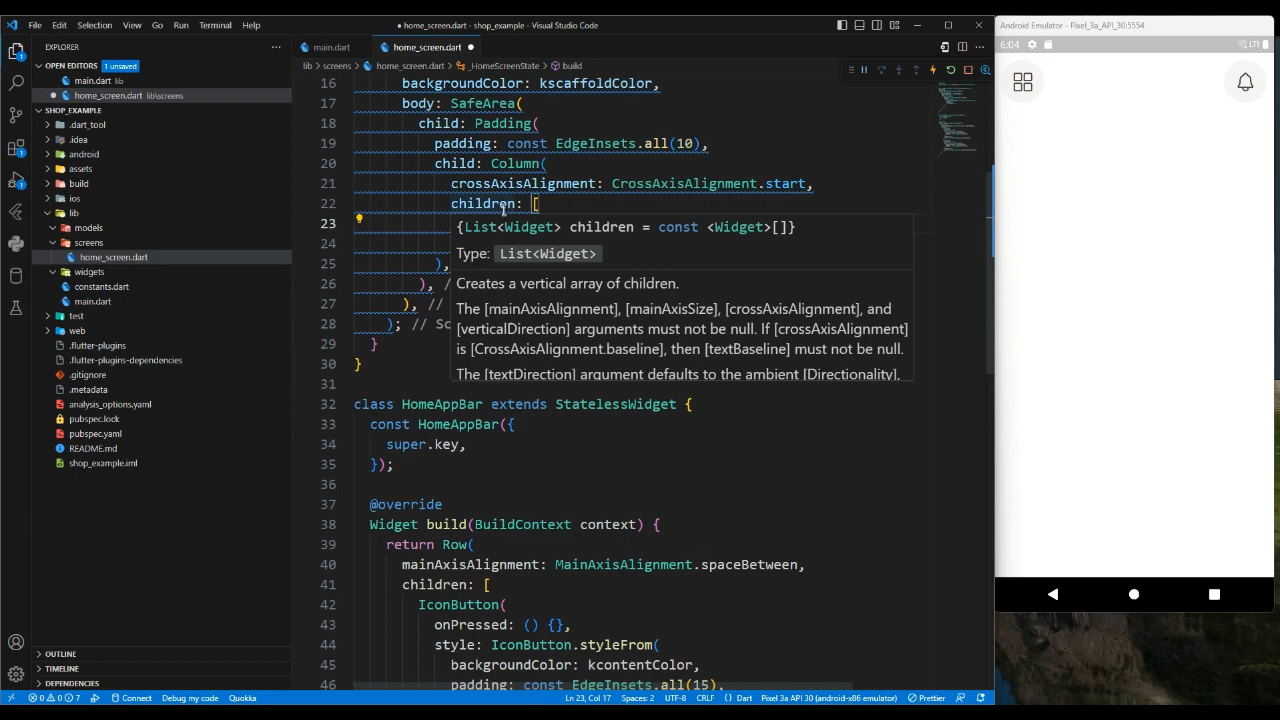 File Edit Selection View Go Run Terminal Help
● home_screen.dart - shop_example - Visual Studio Code
Android Emulator - Pixel_3a_API_30:5554
EXPLORER
OPEN EDITORS 1 unsaved
main.dart lib
home_screen.dart lib\screens
SHOP_EXAMPLE
.dart_tool
.idea
android
assets
build
ios
lib
models
screens
home_screen.dart
widgets
constants.dart
main.dart
test
web
.flutter-plugins
.flutter-plugins-dependencies
.gitignore
.metadata
analysis_options.yaml
pubspec.lock
pubspec.yaml
README.md
shop_example.iml
OUTLINE
TIMELINE
DEPENDENCIES
main.dart
home_screen.dart
lib > screens > home_screen.dart > _HomeScreenState > build
16 backgroundColor: kscaffoldColor,
17 body: SafeArea(
18 child: Padding(
19 padding: const EdgeInsets.all(10),
20 child: Column(
21 crossAxisAlignment: CrossAxisAlignment.start,
22 children: [
23
24
25 ),
26 ), //
27 ), //
28 ); // Sc
29 }
30 }
31
32 class HomeAppBar extends StatelessWidget {
33 const HomeAppBar({
34 super.key,
35 });
36
37 @override
38 Widget build(BuildContext context) {
39 return Row(
40 mainAxisAlignment: MainAxisAlignment.spaceBetween,
41 children: [
42 IconButton(
43 onPressed: () {},
44 style: IconButton.styleFrom(
45 backgroundColor: kcontentColor,
46 padding: const EdgeInsets.all(15),
{List<Widget> children = const <Widget>[]}
Type: List<Widget>
Creates a vertical array of children.
The [mainAxisAlignment], [mainAxisSize], [crossAxisAlignment], and
[verticalDirection] arguments must not be null. If [crossAxisAlignment]
is [CrossAxisAlignment.baseline], then [textBaseline] must not be null.
The [textDirection] argument defaults to the ambient [Directionality],
6:04
LTE
0 0 7 Connect Debug my code Quokka
Ln 23, Col 17 Spaces: 2 UTF-8 CRLF {} Dart Pixel 3a API 30 (android-x86 emulator) Prettier